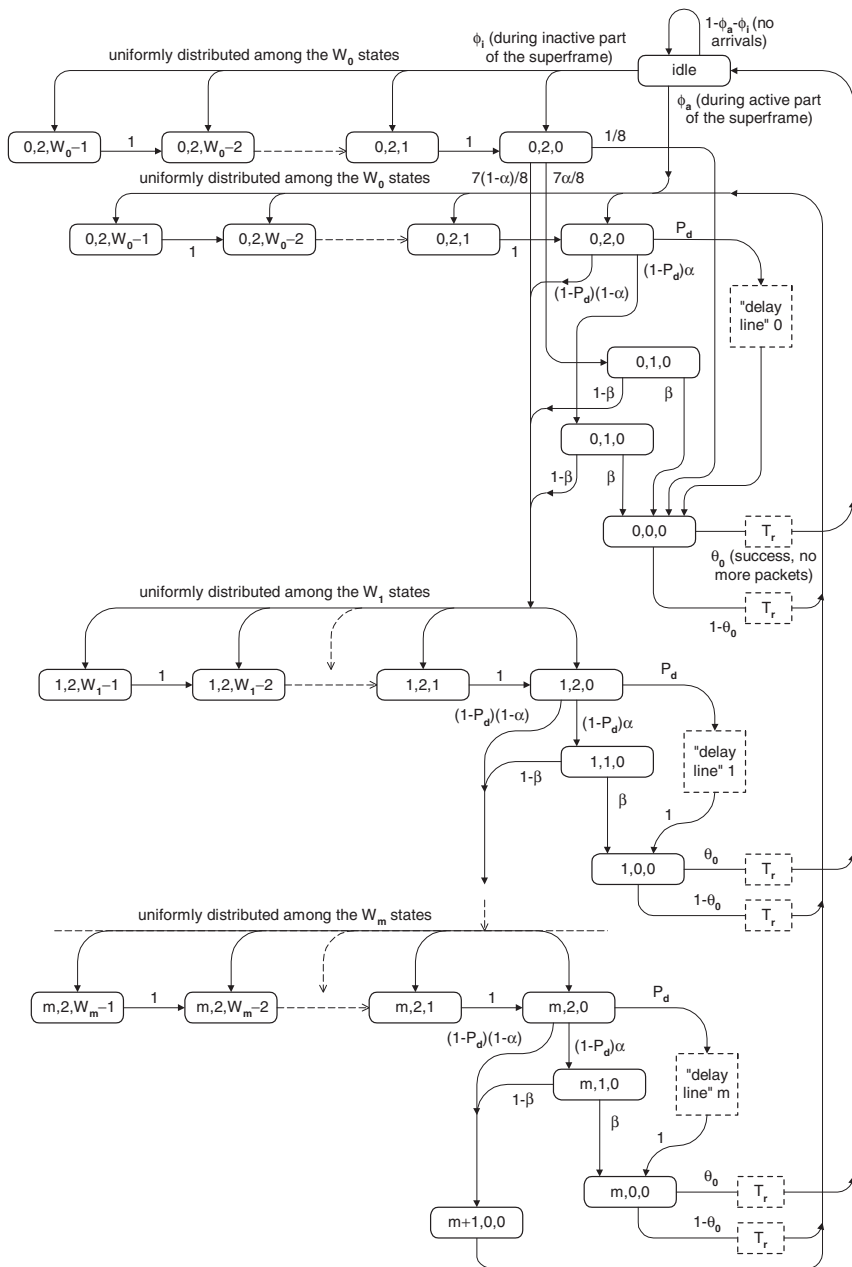 1-ϕa-ϕi (no
arrivals)
ϕi (during inactive part
of the superframe)
uniformly distributed among the W0 states
idle
ϕa (during active part
of the superframe)
1/8
0,2,W0–1
1
0,2,W0–2
0,2,1
1
0,2,0
uniformly distributed among the W0 states
7(1-α)/8
7α/8
0,2,W0–1
1
0,2,W0–2
0,2,1
1
0,2,0
Pd
(1-Pd)(1-α)
(1-Pd)α
"delay
line" 0
0,1,0
1-β
β
0,1,0
1-β
β
0,0,0
Tr
θ0 (success, no
more packets)
uniformly distributed among the W1 states
Tr
1-θ0
1,2,W1–1
1
1,2,W1–2
1,2,1
1
1,2,0
Pd
(1-Pd)(1-α)
(1-Pd)α
"delay
line" 1
1,1,0
1-β
β
1
1,0,0
θ0
Tr
1-θ0
Tr
uniformly distributed among the Wm states
m,2,W
m–1
1
m,2,Wm–2
m,2,1
1
m,2,0
Pd
(1-Pd)(1-α)
(1-Pd)α
"delay
line" m
m,1,0
1-β
β
1
m,0,0
θ0
Tr
m+1,0,0
1-θ0
Tr